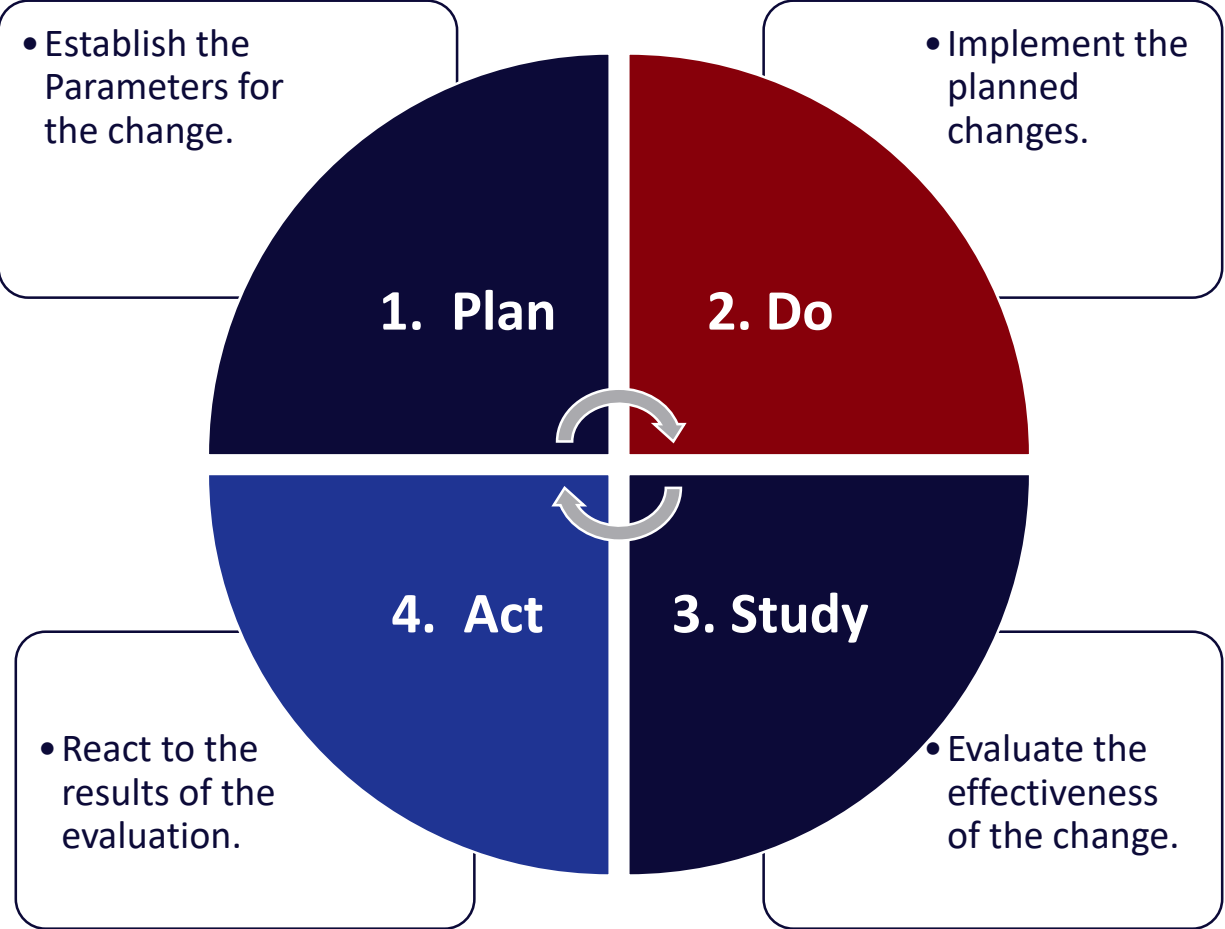 • Establish the
Parameters for
the change.
• Implement the
planned
changes.
1. Plan
2. Do
4. Act
3. Study
• React to the
results of the
evaluation.
• Evaluate the
effectiveness
of the change.